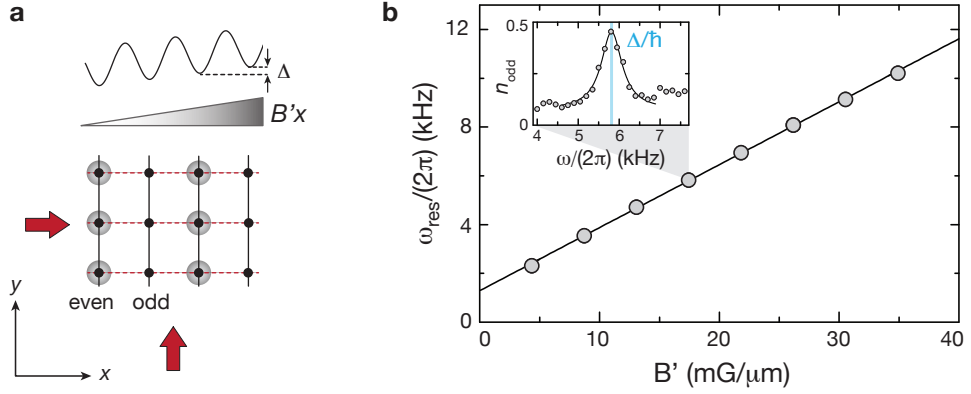 a
Δ
B'x
even odd
y
x
b
12
8
4
0
ω_res/(2π) (kHz)
0 10 20 30 40
B' (mG/μm)
0.5
0
n_odd
Δ/ħ
4 5 6 7
ω/(2π) (kHz)